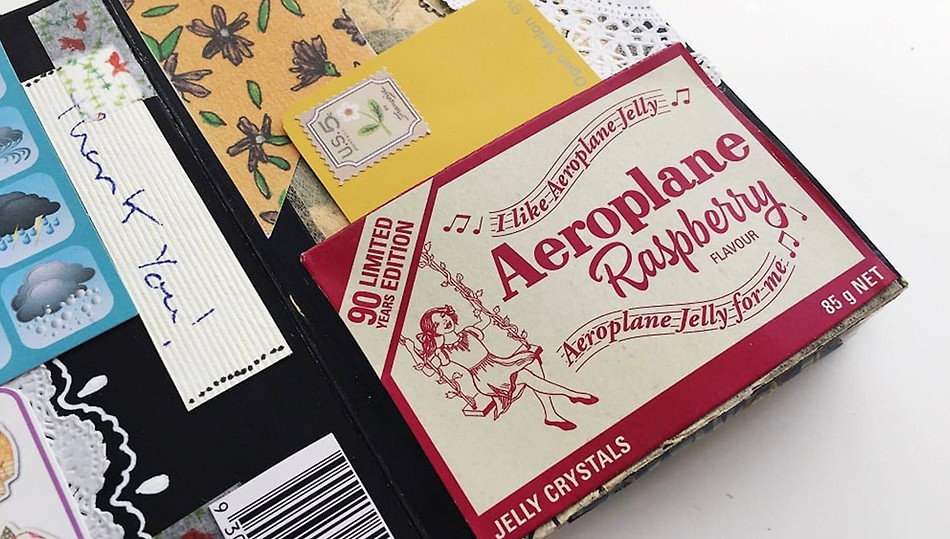 Thank
You!
US 5
I like Aeroplane Jelly
90 YEARS LIMITED EDITION
Aeroplane
Raspberry
FLAVOUR
Aeroplane Jelly for me
85 g NET
JELLY CRYSTALS